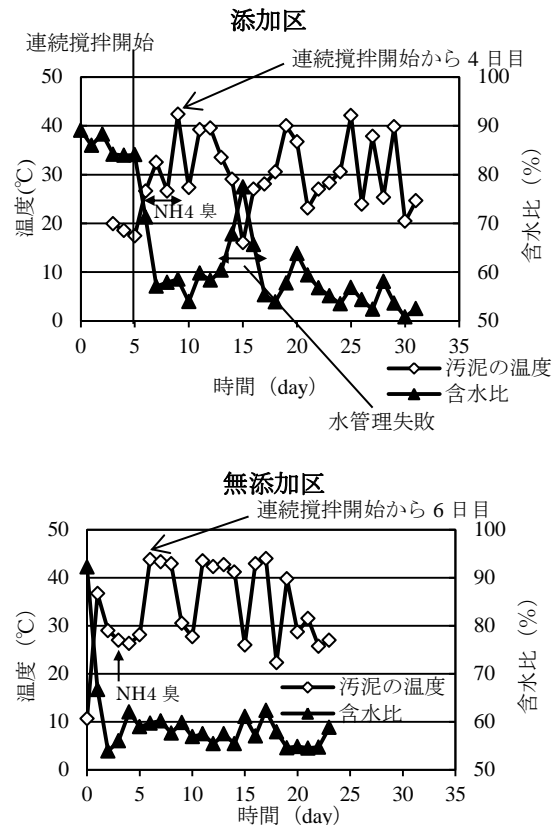 添加区
連続撹拌開始
連続撹拌開始から 4 日目
50
40
30
20
10
0
100
90
80
70
60
50
温度(℃)
含水比 (%)
NH4 臭
0 5 10 15 20 25 30 35
時間 (day)
汚泥の温度
含水比
水管理失敗
無添加区
連続撹拌開始から 6 日目
50
40
30
20
10
0
100
90
80
70
60
50
温度 (℃)
含水比 (%)
NH4 臭
汚泥の温度
含水比
0 5 10 15 20 25 30 35
時間 (day)